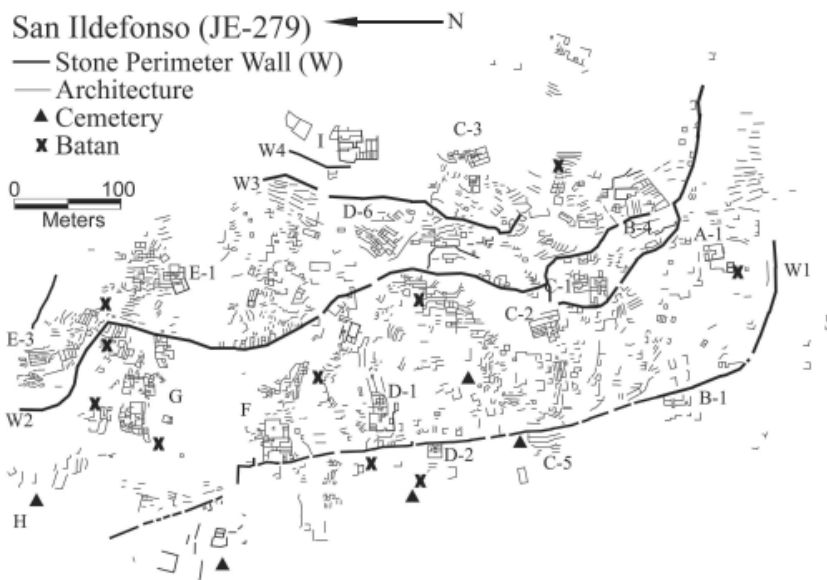 San Ildefonso (JE-279)
N
Stone Perimeter Wall (W)
Architecture
Cemetery
Batan
0 100
Meters
I
C-3
W4
W3
D-6
B-4
A-1
E-1
W1
C-1
C-2
E-3
G
D-1
B-1
W2
F
D-2
C-5
H